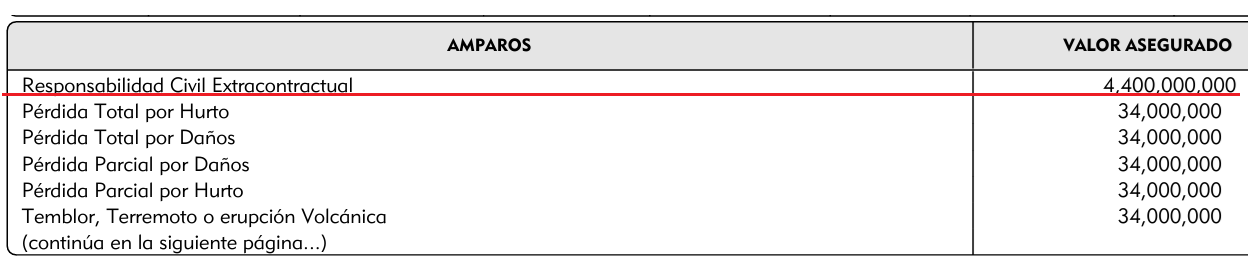 AMPAROS VALOR ASEGURADO
Responsabilidad Civil Extracontractual 4,400,000,000
Pérdida Total por Hurto 34,000,000
Pérdida Total por Daños 34,000,000
Pérdida Parcial por Daños 34,000,000
Pérdida Parcial por Hurto 34,000,000
Temblor, Terremoto o erupción Volcánica 34,000,000
(continúa en la siguiente página...)